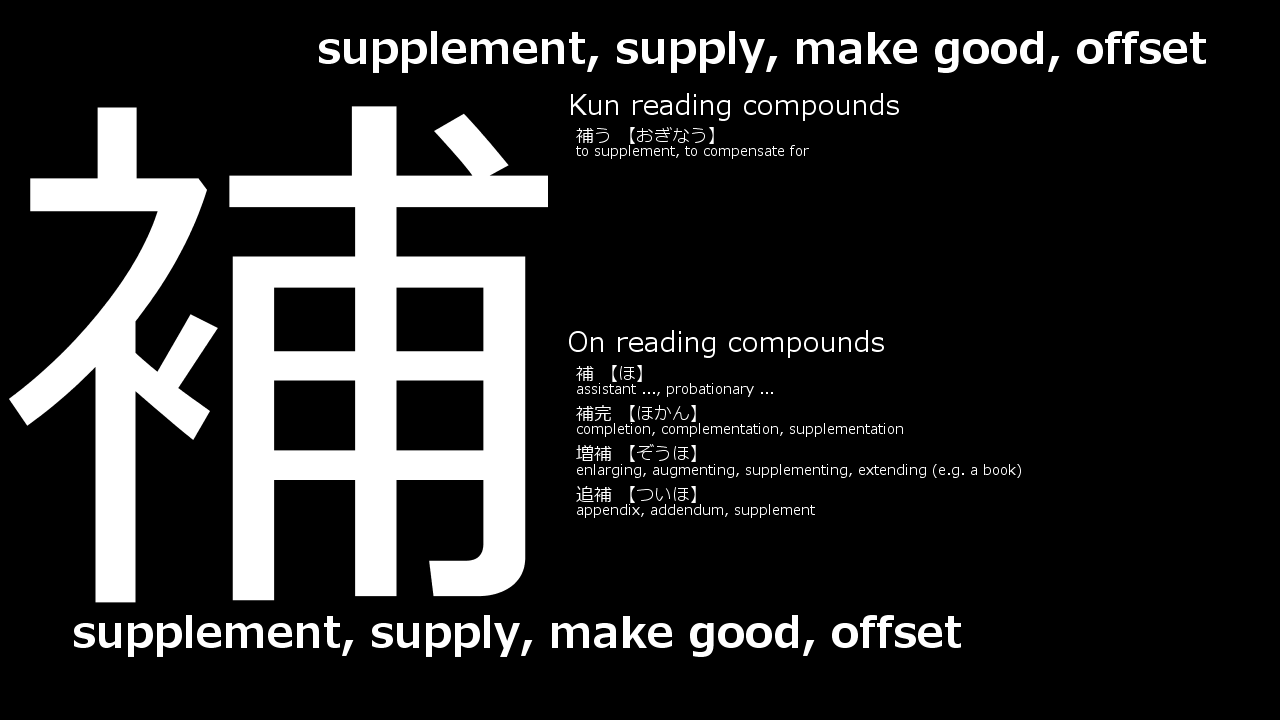 supplement, supply, make good, offset
補
Kun reading compounds
補う 【おぎなう】
to supplement, to compensate for
On reading compounds
補 【ほ】
assistant ..., probationary ...
補完 【ほかん】
completion, complementation, supplementation
増補 【ぞうほ】
enlarging, augmenting, supplementing, extending (e.g. a book)
追補 【ついほ】
appendix, addendum, supplement
supplement, supply, make good, offset